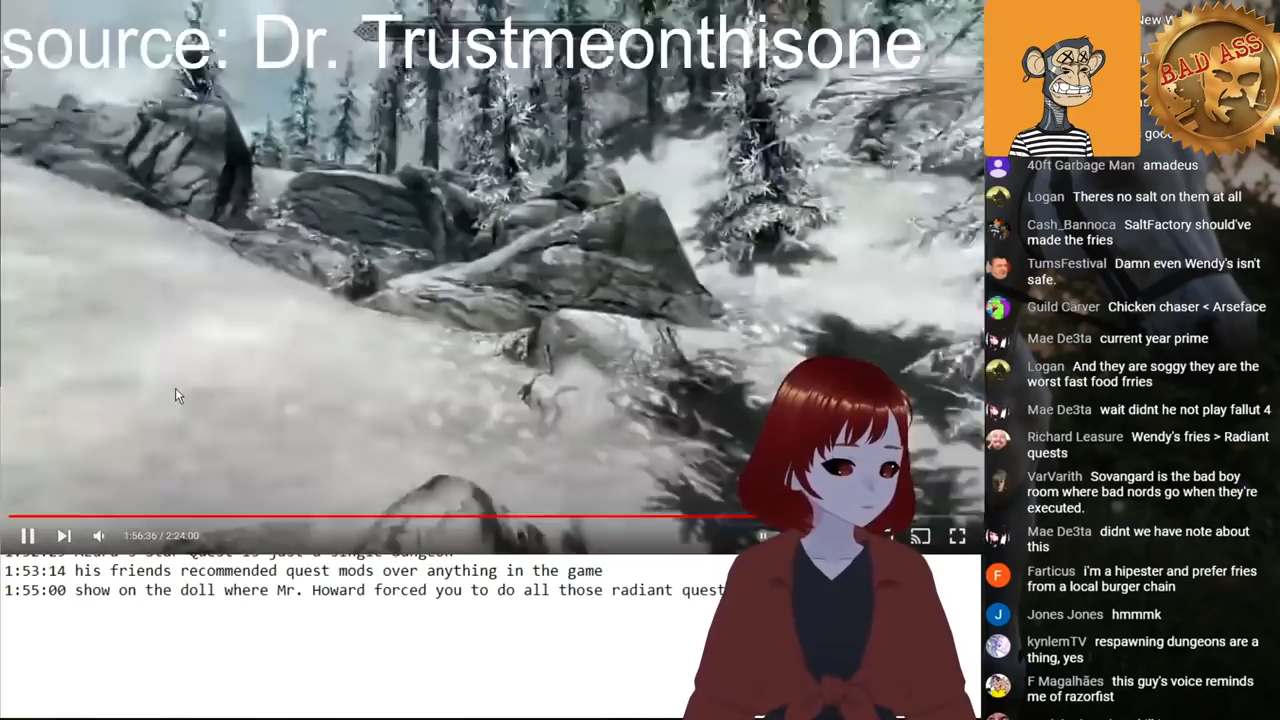 source: Dr. Trustmeonthisone
BAD ASS
40ft Garbage Man amadeus
Logan Theres no salt on them at all
Cash_Bannoca SaltFactory should've
made the fries
TumsFestival Damn even Wendy's isn't
safe.
Guild Carver Chicken chaser < Arseface
Mae De3ta current year prime
Logan And they are soggy they are the
worst fast food frries
Mae De3ta wait didnt he not play fallut 4
Richard Leasure Wendy's fries > Radiant
quests
VarVarith Sovangard is the bad boy
room where bad nords go when they're
executed.
Mae De3ta didnt we have note about
this
Farticus i'm a hipester and prefer fries
from a local burger chain
Jones Jones hmmmk
kynlemTV respawning dungeons are a
thing, yes
F Magalhães this guy's voice reminds
me of razorfist
1:56:36 / 2:24:00
1:53:14 his friends recommended quest mods over anything in the game
1:55:00 show on the doll where Mr. Howard forced you to do all those radiant quest